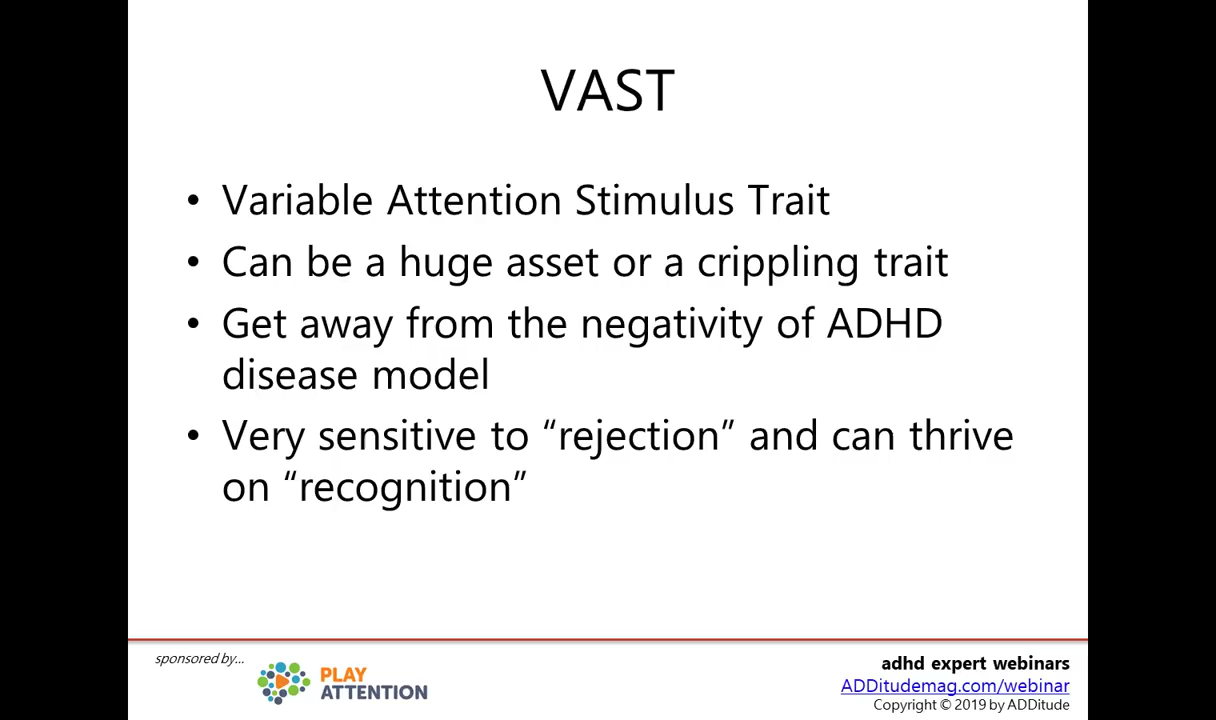 VAST
• Variable Attention Stimulus Trait
• Can be a huge asset or a crippling trait
• Get away from the negativity of ADHD
disease model
• Very sensitive to “rejection” and can thrive
on “recognition”
sponsored by...
PLAY
ATTENTION
adhd expert webinars
ADDitudemag.com/webinar
Copyright © 2019 by ADDitude